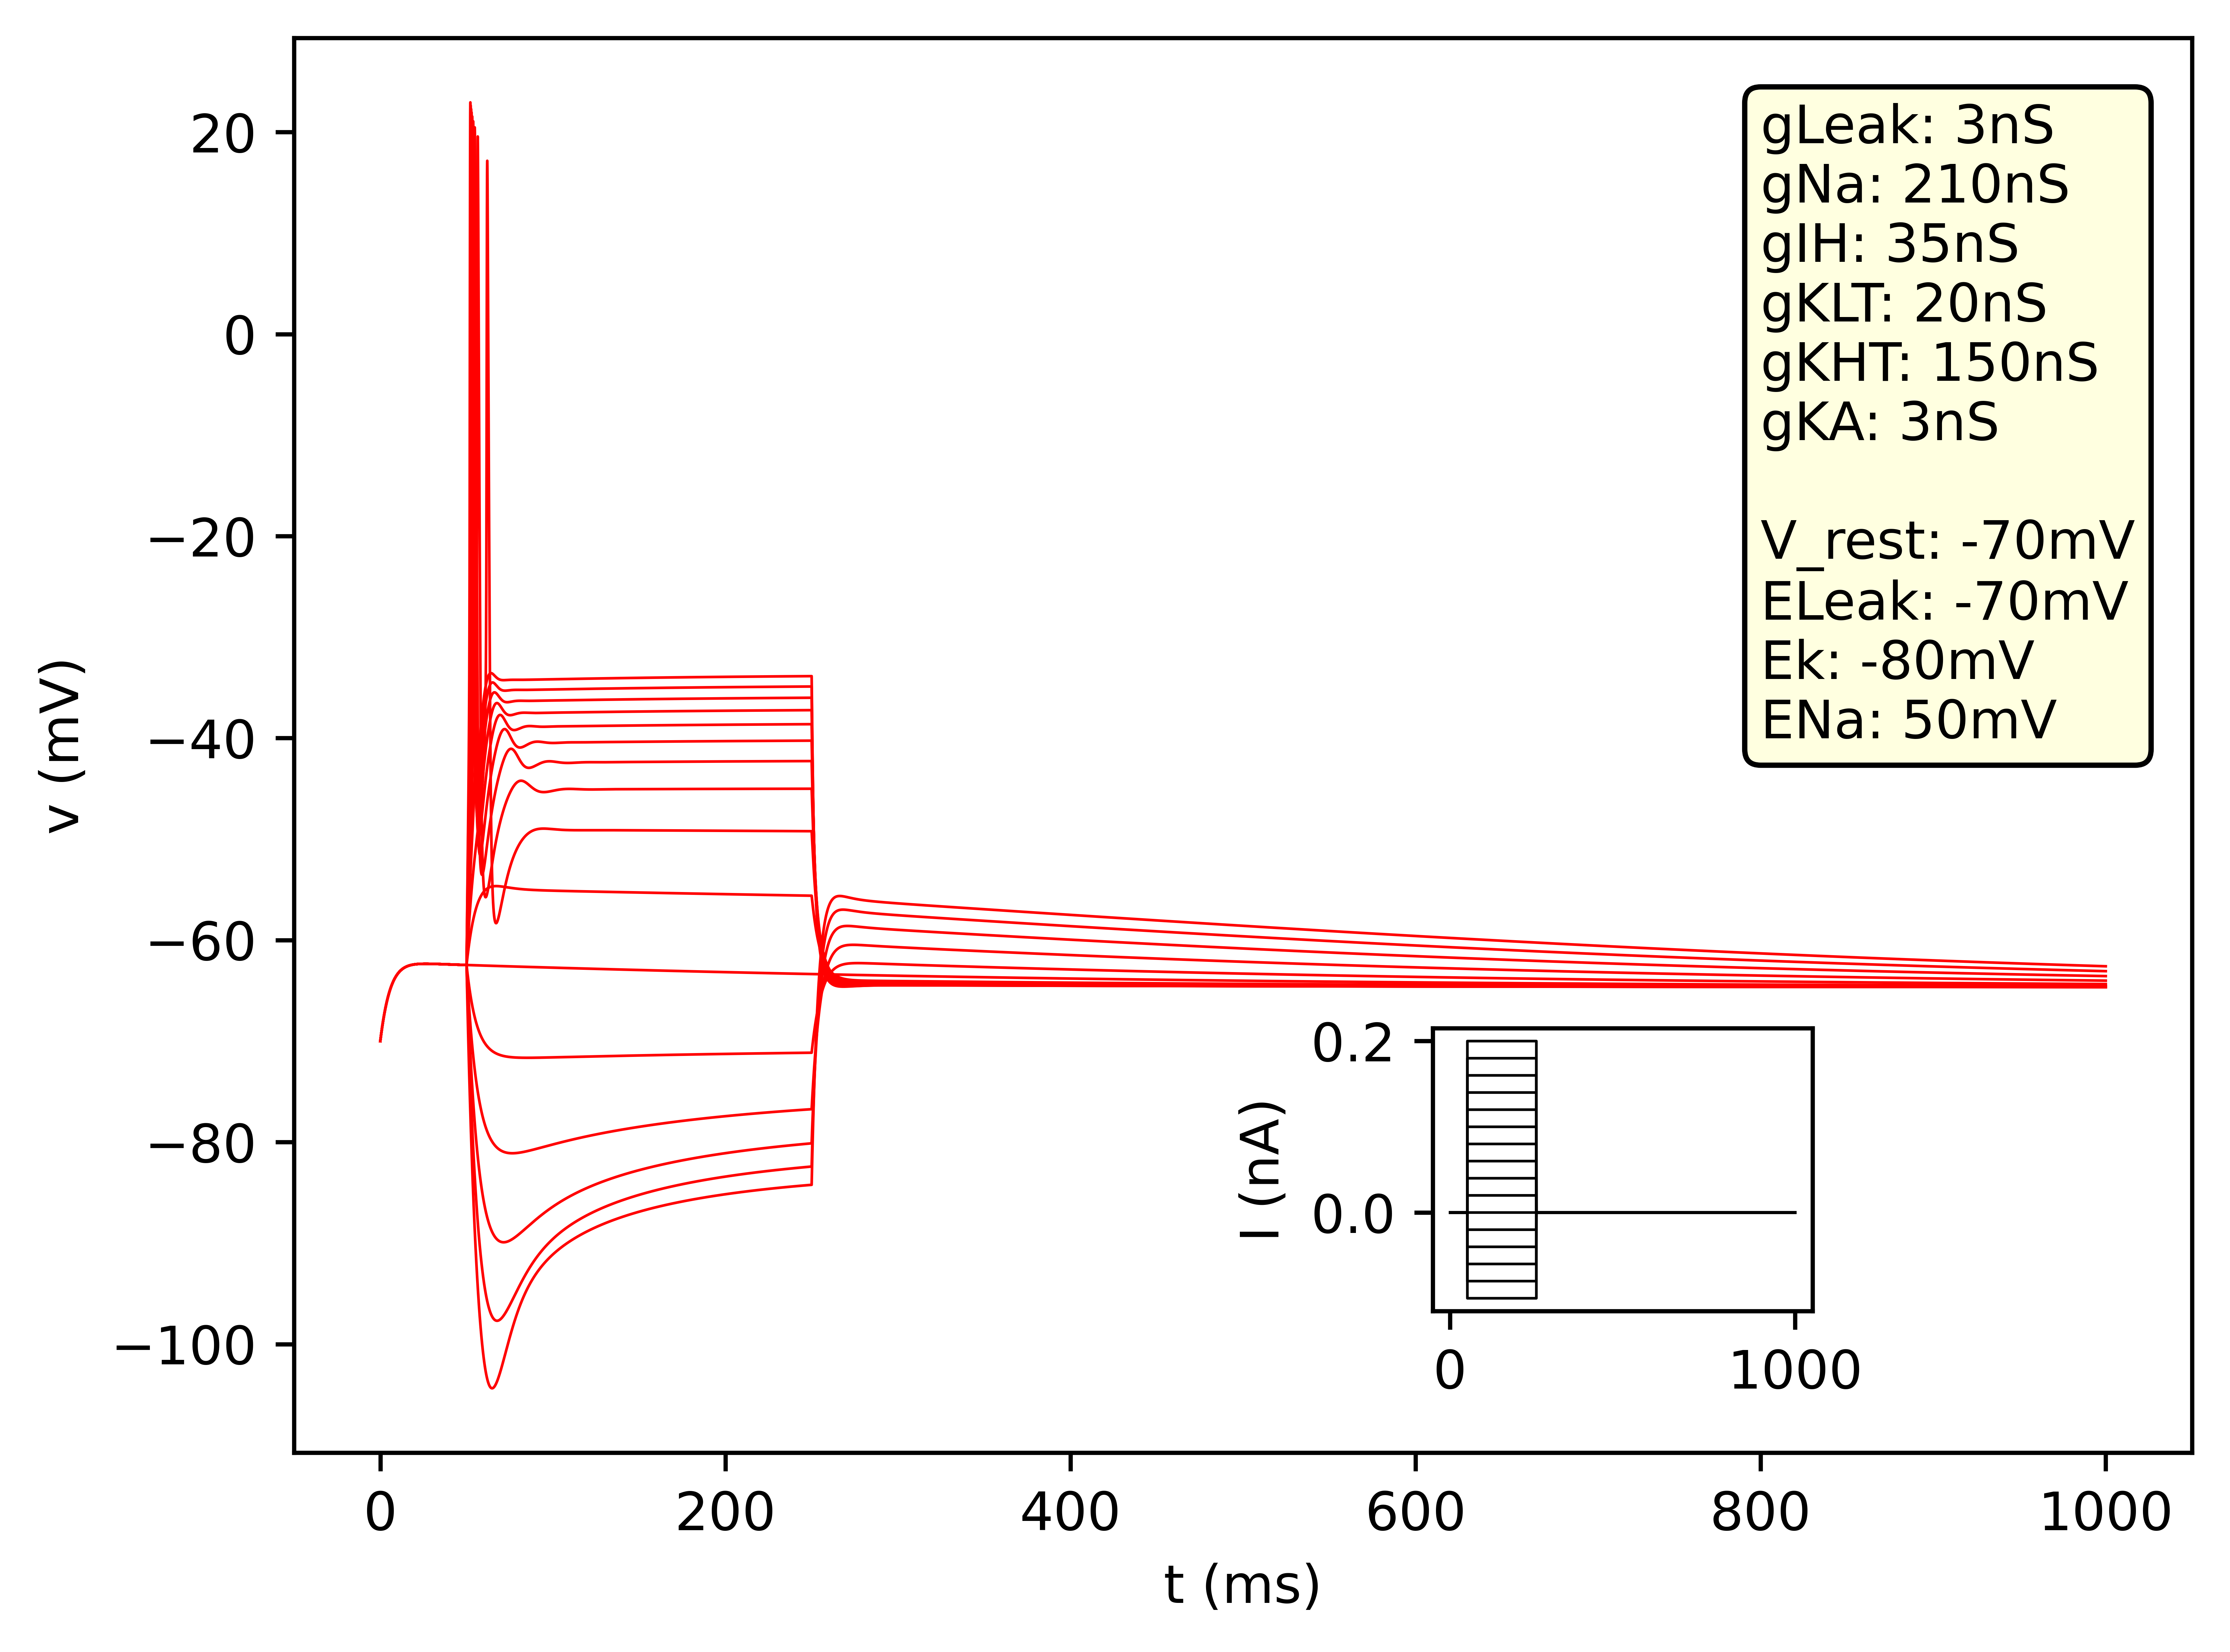 20
0
−20
−40
−60
−80
−100
v (mV)
0
200
400
600
800
1000
t (ms)
gLeak: 3nS
gNa: 210nS
gIH: 35nS
gKLT: 20nS
gKHT: 150nS
gKA: 3nS
V_rest: -70mV
ELeak: -70mV
Ek: -80mV
ENa: 50mV
0.2
0.0
I (nA)
0
1000